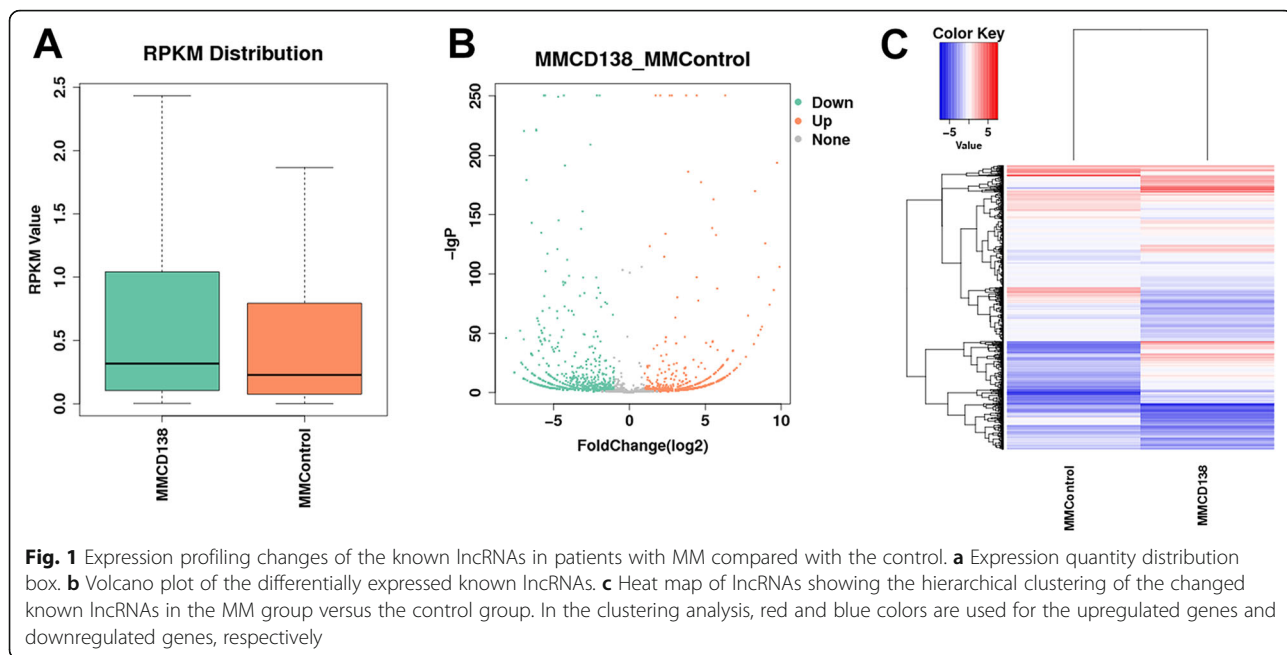 A
RPKM Distribution
RPKM Value
2.5
2.0
1.5
1.0
0.5
0.0
MMCD138
MMControl
B
MMCD138_MMControl
-lgP
250
200
150
100
50
0
-5
0
5
10
FoldChange(log2)
Down
Up
None
C
Color Key
-5
5
Value
MMControl
MMCD138
Fig. 1 Expression profiling changes of the known lncRNAs in patients with MM compared with the control. a Expression quantity distribution
box. b Volcano plot of the differentially expressed known lncRNAs. c Heat map of lncRNAs showing the hierarchical clustering of the changed
known lncRNAs in the MM group versus the control group. In the clustering analysis, red and blue colors are used for the upregulated genes and
downregulated genes, respectively